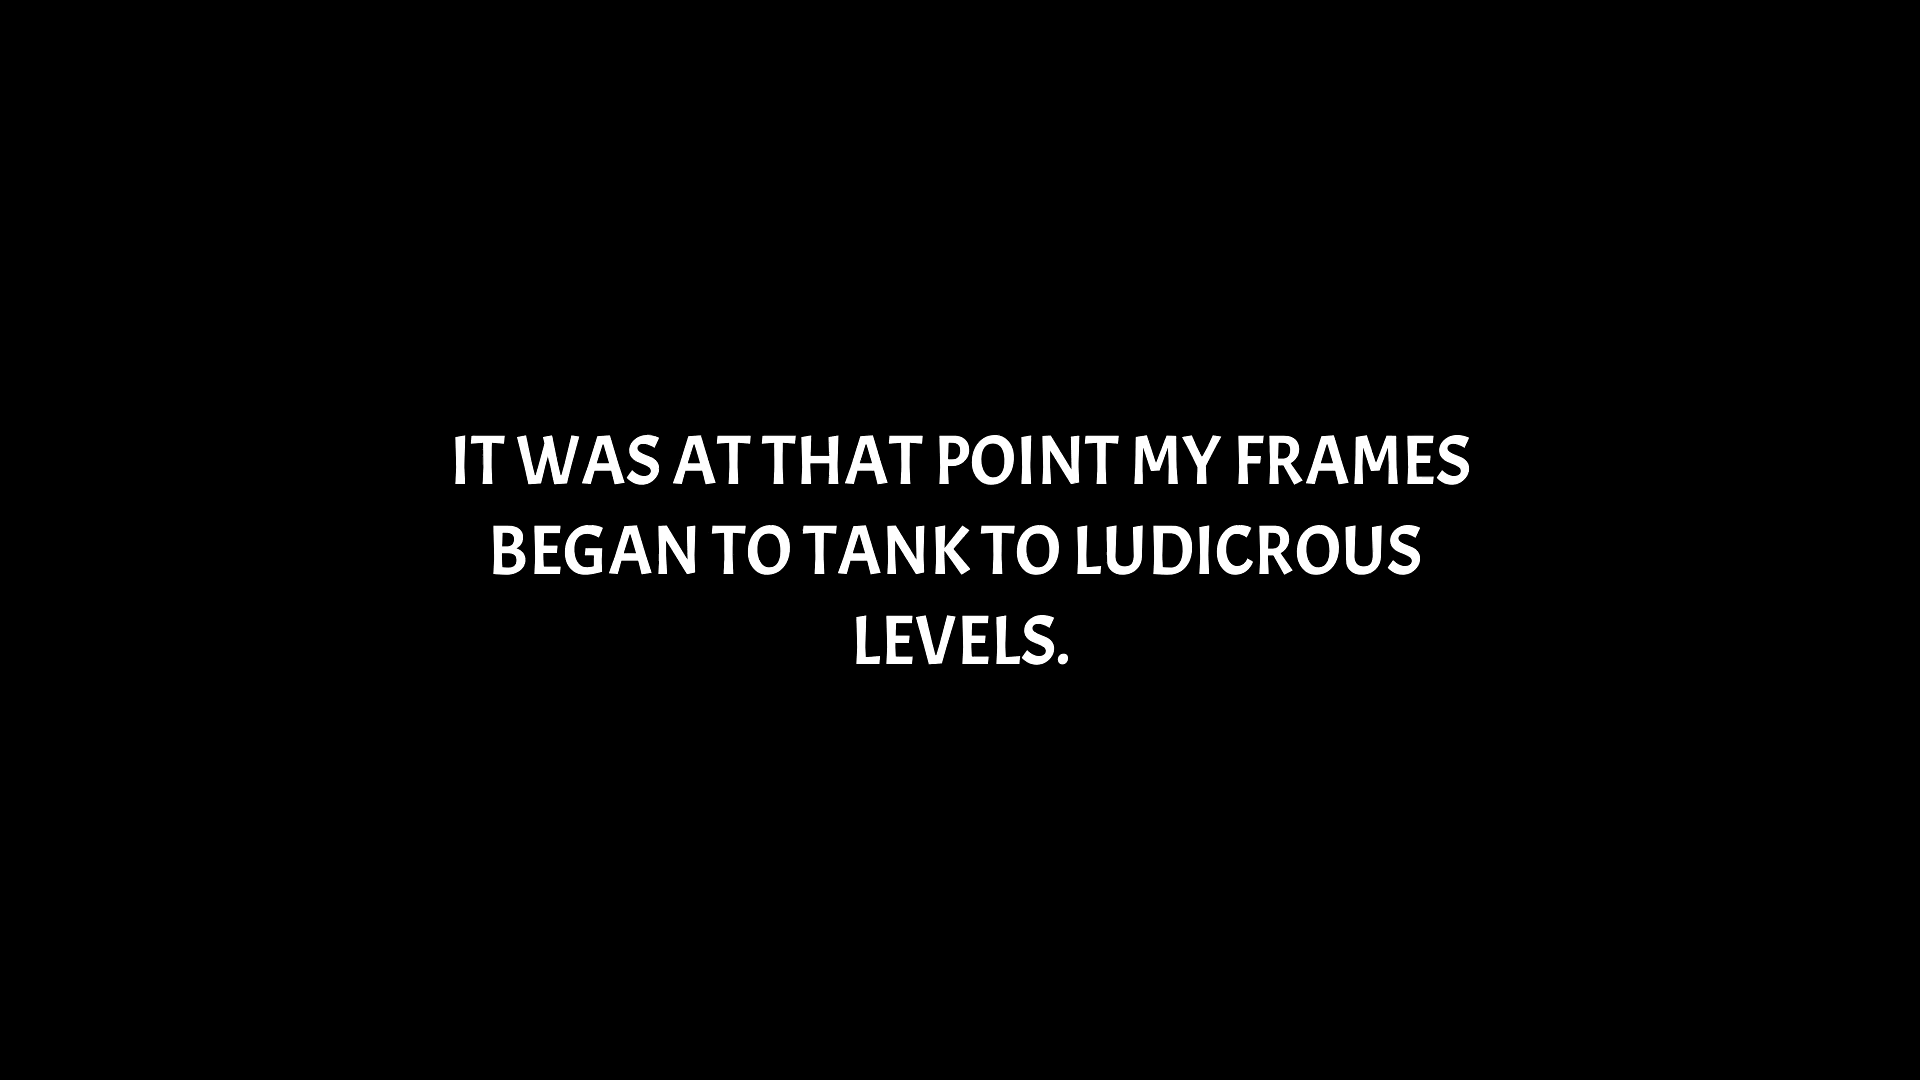 IT WAS AT THAT POINT MY FRAMES
BEGAN TO TANK TO LUDICROUS
LEVELS.